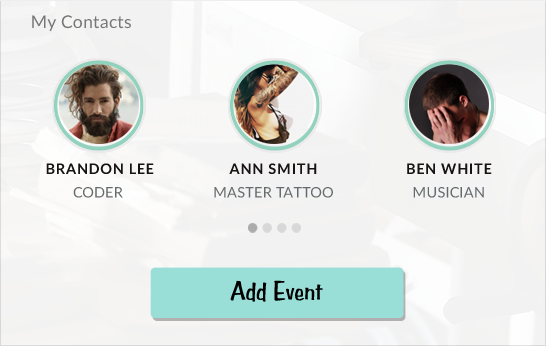 My Contacts
BRANDON LEE
ANN SMITH
BEN WHITE
CODER
MASTER TATTOO
MUSICIAN
Add Event